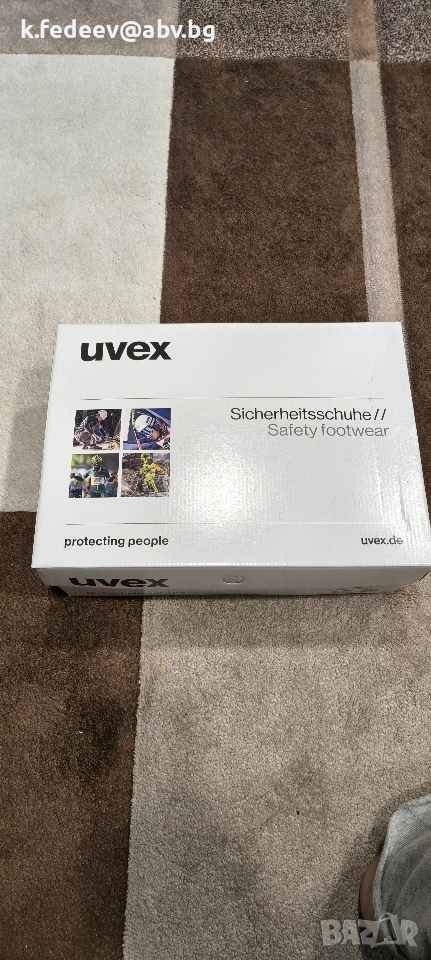 k.fedeev@abv.bg
uvex
Sicherheitsschuhe//
Safety footwear
protecting people
uvex.de
uvex
BAZAR